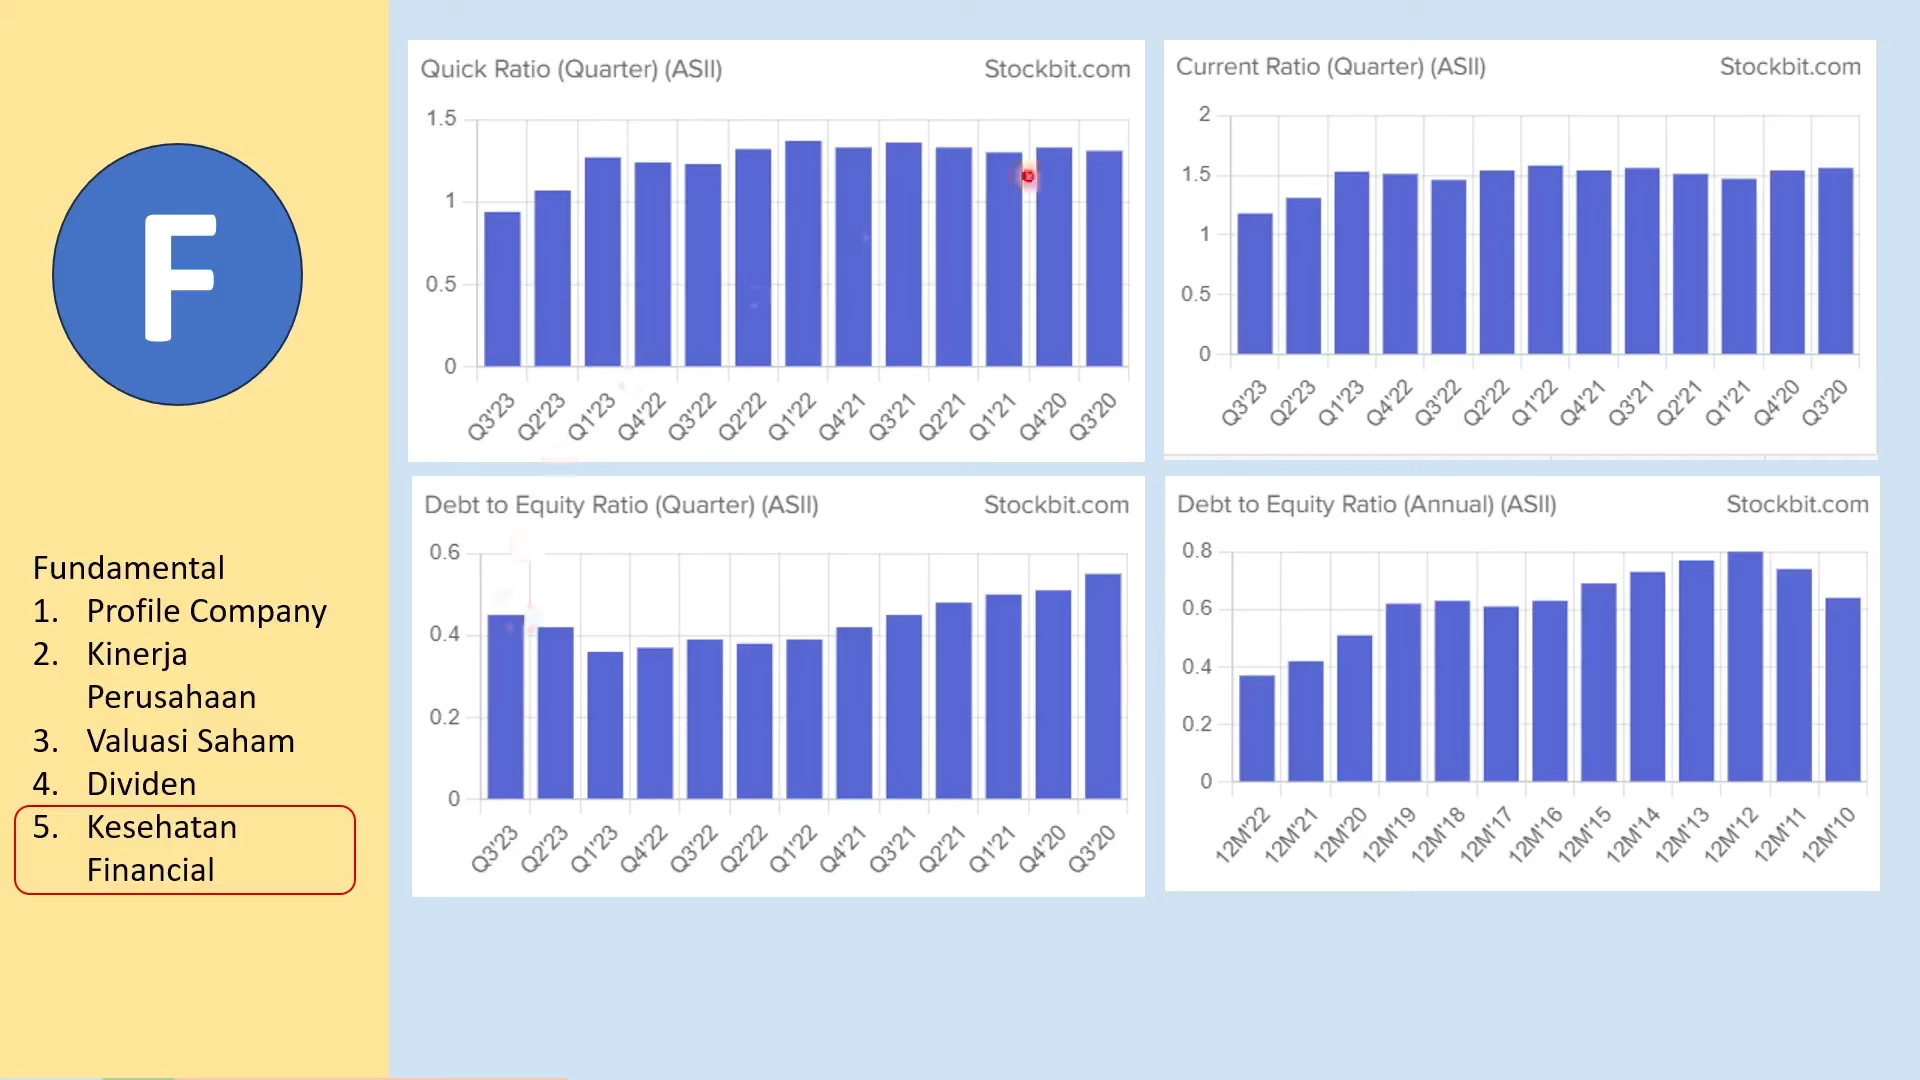 F
Fundamental
1. Profile Company
2. Kinerja
Perusahaan
3. Valuasi Saham
4. Dividen
5. Kesehatan
Financial
Quick Ratio (Quarter) (ASII) Stockbit.com
1.5
1
0.5
0
Q3'23 Q2'23 Q1'23 Q4'22 Q3'22 Q2'22 Q1'22 Q4'21 Q3'21 Q2'21 Q1'21 Q4'20 Q3'20
Current Ratio (Quarter) (ASII) Stockbit.com
2
1.5
1
0.5
0
Q3'23 Q2'23 Q1'23 Q4'22 Q3'22 Q2'22 Q1'22 Q4'21 Q3'21 Q2'21 Q1'21 Q4'20 Q3'20
Debt to Equity Ratio (Quarter) (ASII) Stockbit.com
0.6
0.4
0.2
0
Q3'23 Q2'23 Q1'23 Q4'22 Q3'22 Q2'22 Q1'22 Q4'21 Q3'21 Q2'21 Q1'21 Q4'20 Q3'20
Debt to Equity Ratio (Annual) (ASII) Stockbit.com
0.8
0.6
0.4
0.2
0
12M'22 12M'21 12M'20 12M'19 12M'18 12M'17 12M'16 12M'15 12M'14 12M'13 12M'12 12M'11 12M'10